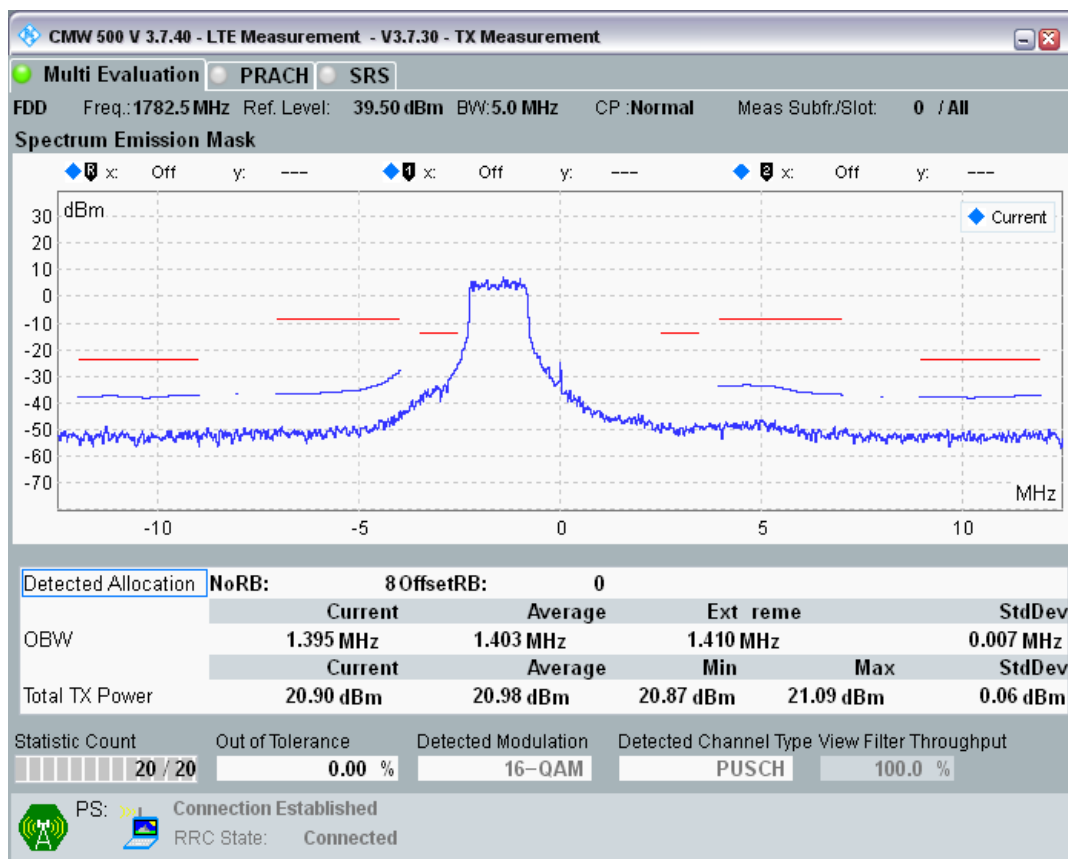 CMW 500 V 3.7.40 - LTE Measurement - V3.7.30 - TX Measurement
Multi Evaluation PRACH SRS
FDD Freq.: 1782.5 MHz Ref. Level: 39.50 dBm BW: 5.0 MHz CP : Normal Meas Subfr./Slot: 0 / All
Spectrum Emission Mask
R x: Off y: --- 1 x: Off y: --- 2 x: Off y: ---
dBm
Current
30
20
10
0
-10
-20
-30
-40
-50
-60
-70
MHz
-10 -5 0 5 10
Detected Allocation NoRB: 8 OffsetRB: 0
Current Average Ext reme StdDev
OBW 1.395 MHz 1.403 MHz 1.410 MHz 0.007 MHz
Current Average Min Max StdDev
Total TX Power 20.90 dBm 20.98 dBm 20.87 dBm 21.09 dBm 0.06 dBm
Statistic Count Out of Tolerance Detected Modulation Detected Channel Type View Filter Throughput
20 / 20 0.00 % 16-QAM PUSCH 100.0 %
PS: Connection Established
RRC State: Connected